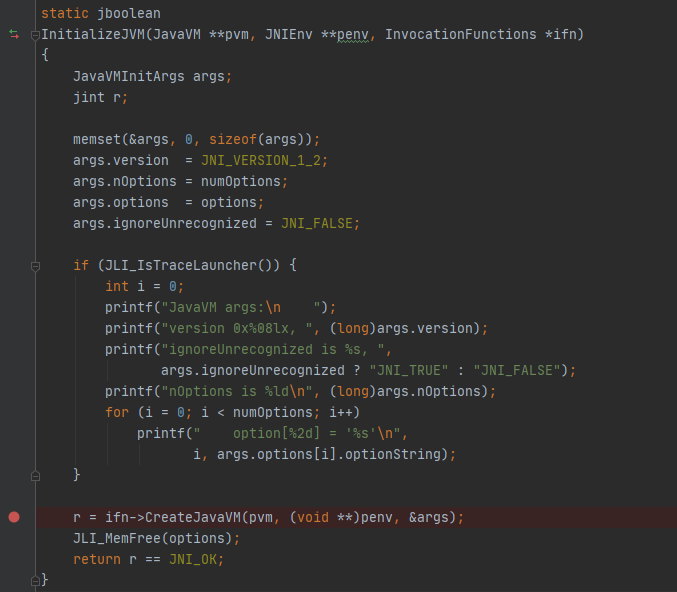 static jboolean
InitializeJVM(JavaVM **pvm, JNIEnv **penv, InvocationFunctions *ifn)
{
    JavaVMInitArgs args;
    jint r;

    memset(&args, 0, sizeof(args));
    args.version  = JNI_VERSION_1_2;
    args.nOptions = numOptions;
    args.options  = options;
    args.ignoreUnrecognized = JNI_FALSE;

    if (JLI_IsTraceLauncher()) {
        int i = 0;
        printf("JavaVM args:\n    ");
        printf("version 0x%08lx, ", (long)args.version);
        printf("ignoreUnrecognized is %s, ",
               args.ignoreUnrecognized ? "JNI_TRUE" : "JNI_FALSE");
        printf("nOptions is %ld\n", (long)args.nOptions);
        for (i = 0; i < numOptions; i++)
            printf("    option[%2d] = '%s'\n",
                   i, args.options[i].optionString);
    }

    r = ifn->CreateJavaVM(pvm, (void **)penv, &args);
    JLI_MemFree(options);
    return r == JNI_OK;
}